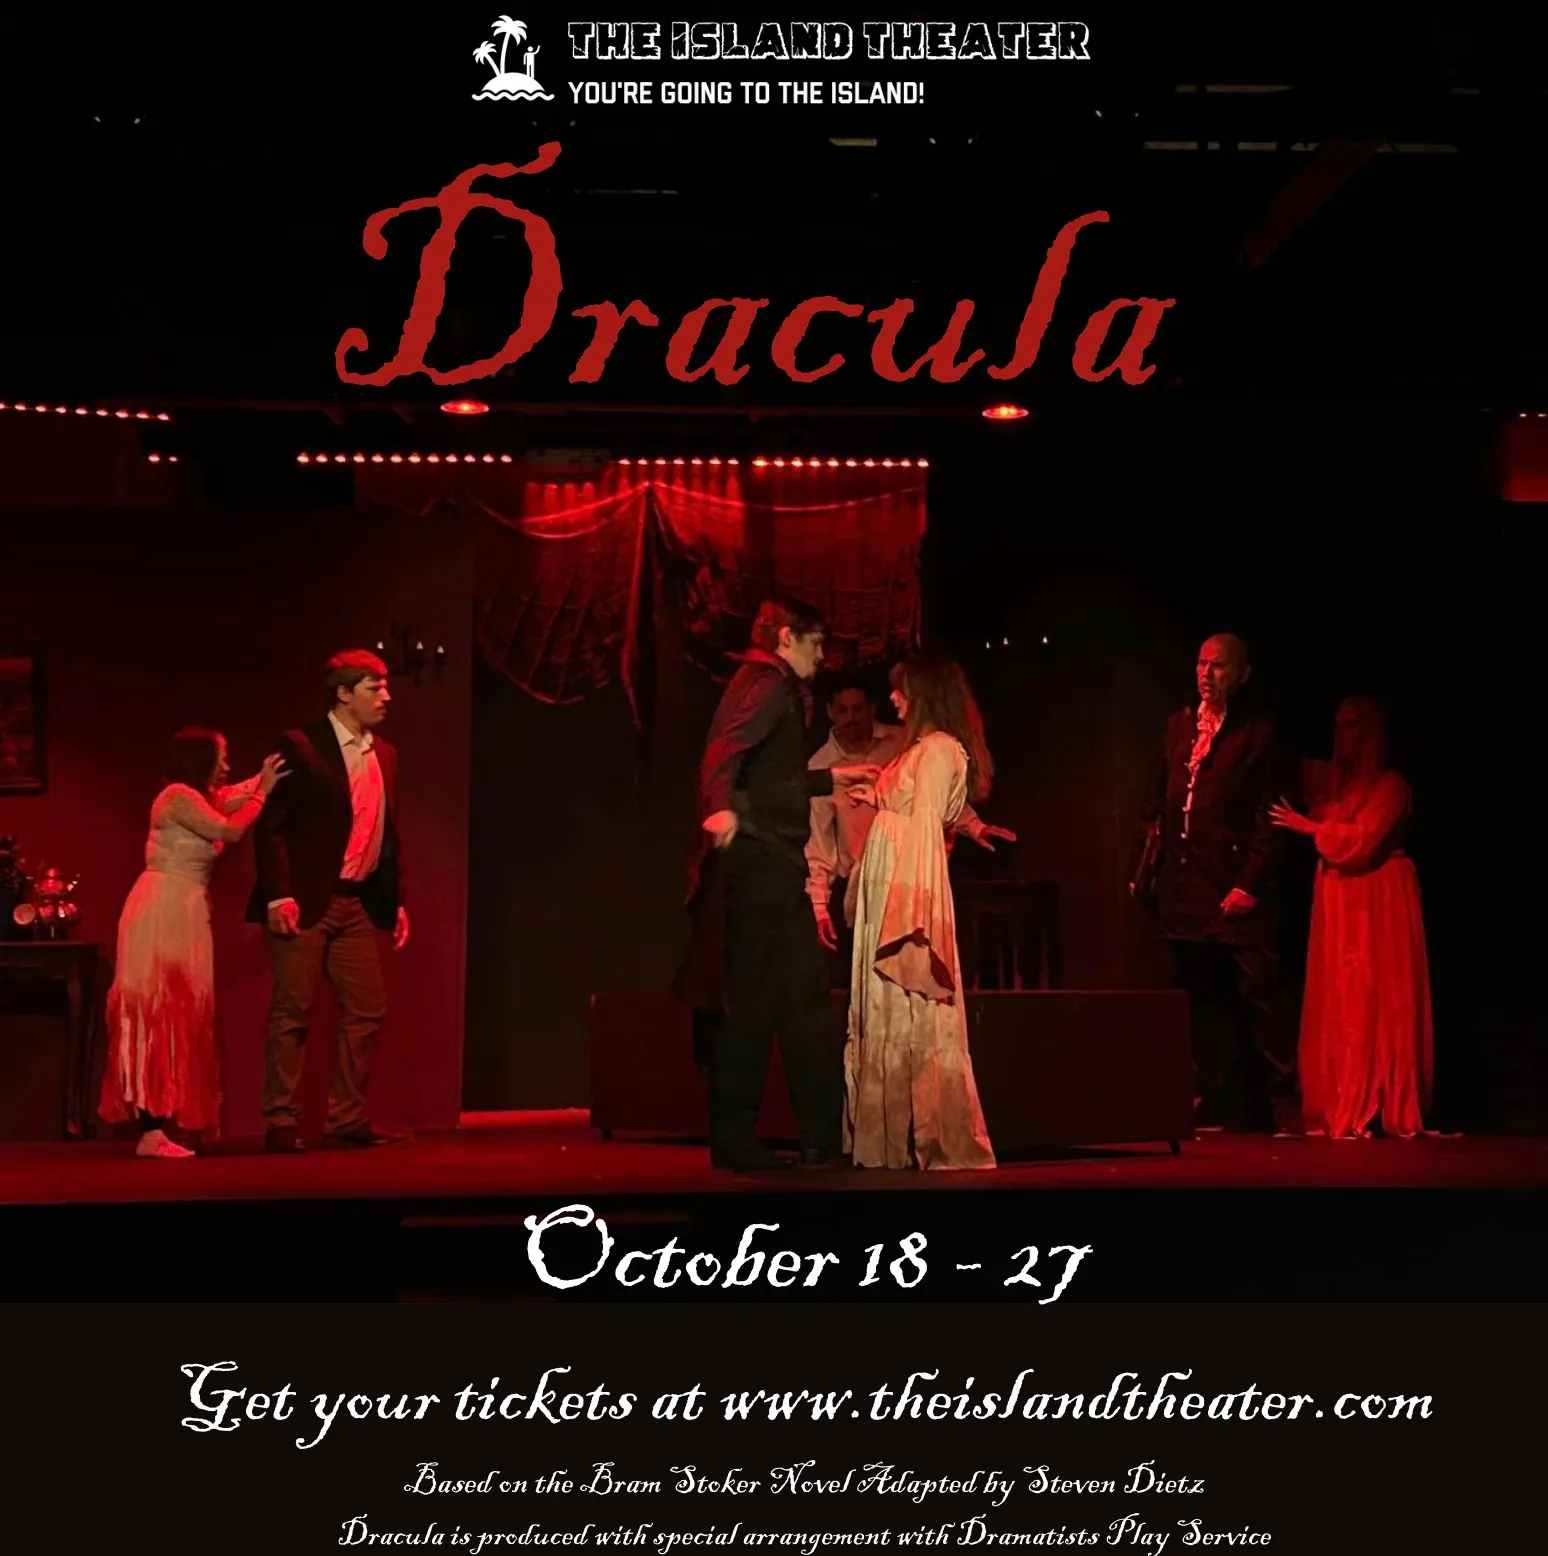 THE ISLAND THEATER
YOU'RE GOING TO THE ISLAND!
Dracula
October 18 - 27
Get your tickets at www.theislandtheater.com
Based on the Bram Stoker Novel Adapted by Steven Dietz
Dracula is produced with special arrangement with Dramatists Play Service